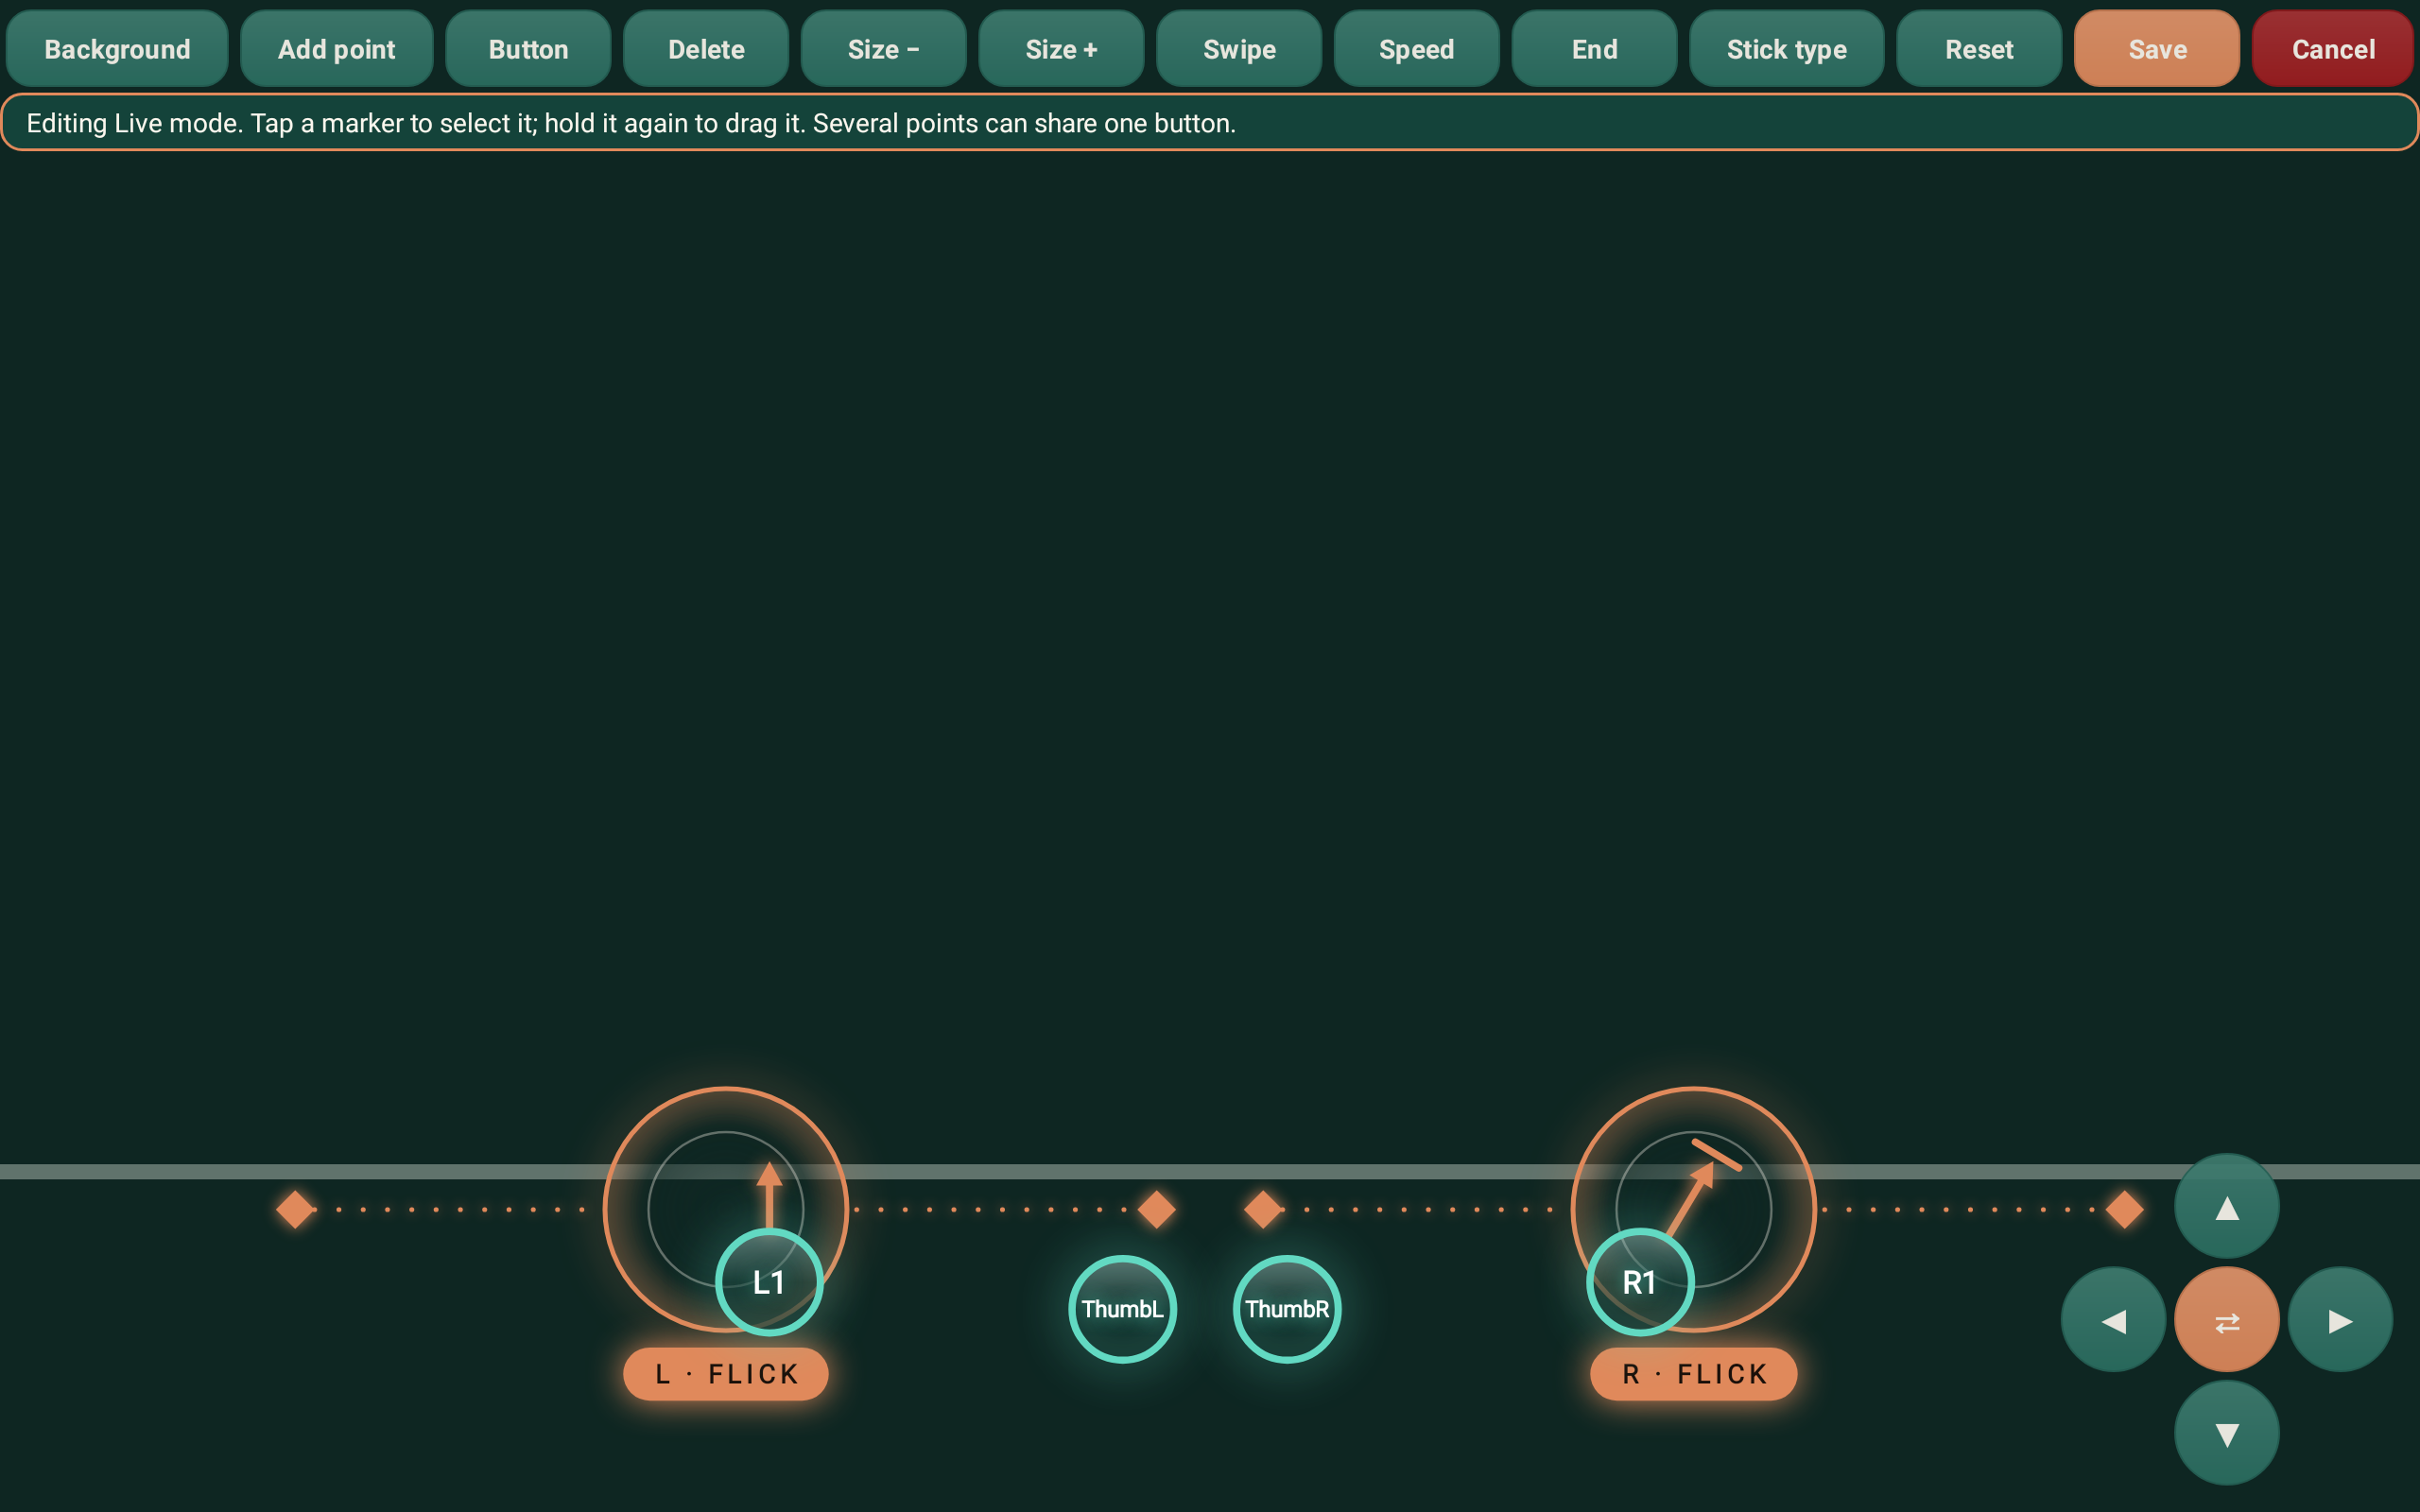 Background Add point Button Delete Size − Size + Swipe Speed End Stick type Reset Save Cancel
Editing Live mode. Tap a marker to select it; hold it again to drag it. Several points can share one button.
L1
R1
ThumbL ThumbR
L · FLICK
R · FLICK